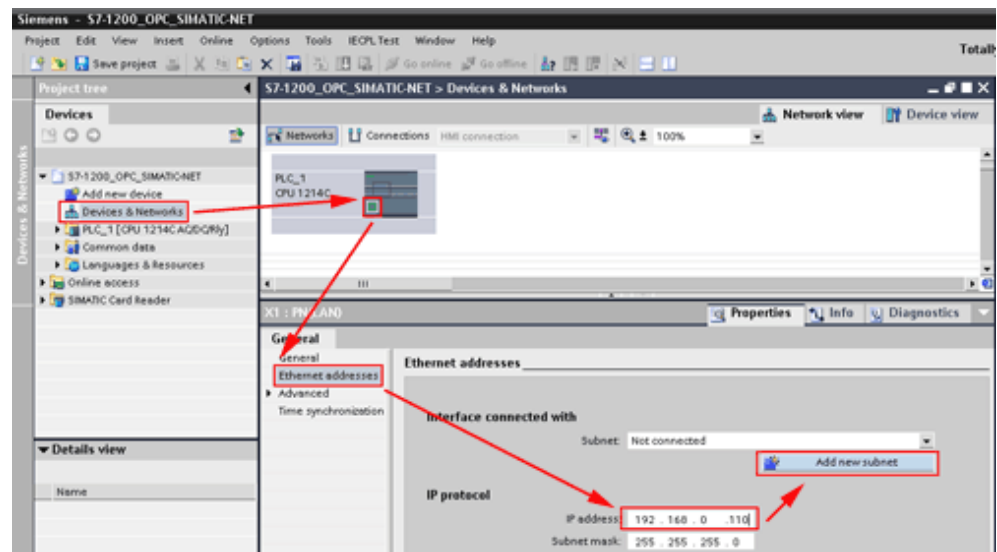 Siemens - S7-1200_OPC_SIMATIC-NET
Project Edit View Insert Online Options Tools IECPL Test Window Help
Totally
Save project Go online Go offline
Project tree
S7-1200_OPC_SIMATIC-NET > Devices & Networks
Devices
Network view Device view
Networks Connections HMI connection 100%
Devices & Networks
S7-1200_OPC_SIMATIC-NET
Add new device
Devices & Networks
PLC_1 [CPU 1214C AC/DC/Rly]
Common data
Languages & Resources
Online access
SIMATIC Card Reader
PLC_1
CPU 1214C
X1 : PN(LAN)
Properties Info Diagnostics
General
General
Ethernet addresses
Advanced
Time synchronization
Ethernet addresses
Interface connected with
Subnet: Not connected
Add new subnet
IP protocol
IP address: 192 . 168 . 0 .110
Subnet mask: 255 . 255 . 255 . 0
Details view
Name